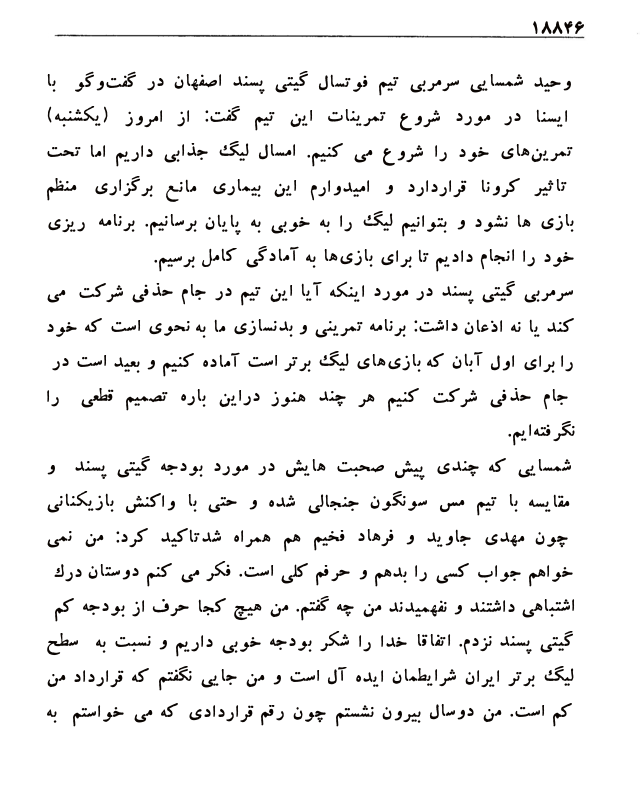 ۱۸۸۴۶
وحید شمسایی سرمربی تیم فوتسال گیتی پسند اصفهان در گفت‌وگو با
ایسنا در مورد شروع تمرینات این تیم گفت: از امروز (یکشنبه)
تمرین‌های خود را شروع می کنیم. امسال لیگ جذابی داریم اما تحت
تاثیر کرونا قراردارد و امیدوارم این بیماری مانع برگزاری منظم
بازی ها نشود و بتوانیم لیگ را به خوبی به پایان برسانیم. برنامه ریزی
خود را انجام دادیم تا برای بازی‌ها به آمادگی کامل برسیم.
سرمربی گیتی پسند در مورد اینکه آیا این تیم در جام حذفی شرکت می
کند یا نه اذعان داشت: برنامه تمرینی و بدنسازی ما به نحوی است که خود
را برای اول آبان که بازی‌های لیگ برتر است آماده کنیم و بعید است در
جام حذفی شرکت کنیم هر چند هنوز دراین باره تصمیم قطعی را
نگرفته‌ایم.
شمسایی که چندی پیش صحبت هایش در مورد بودجه گیتی پسند و
مقایسه با تیم مس سونگون جنجالی شده و حتی با واکنش بازیکنانی
چون مهدی جاوید و فرهاد فخیم هم همراه شدتاکید کرد: من نمی
خواهم جواب کسی را بدهم و حرفم کلی است. فکر می کنم دوستان درک
اشتباهی داشتند و نفهمیدند من چه گفتم. من هیچ کجا حرف از بودجه کم
گیتی پسند نزدم. اتفاقا خدا را شکر بودجه خوبی داریم و نسبت به سطح
لیگ برتر ایران شرایطمان ایده آل است و من جایی نگفتم که قرارداد من
کم است. من دوسال بیرون نشستم چون رقم قراردادی که می خواستم به